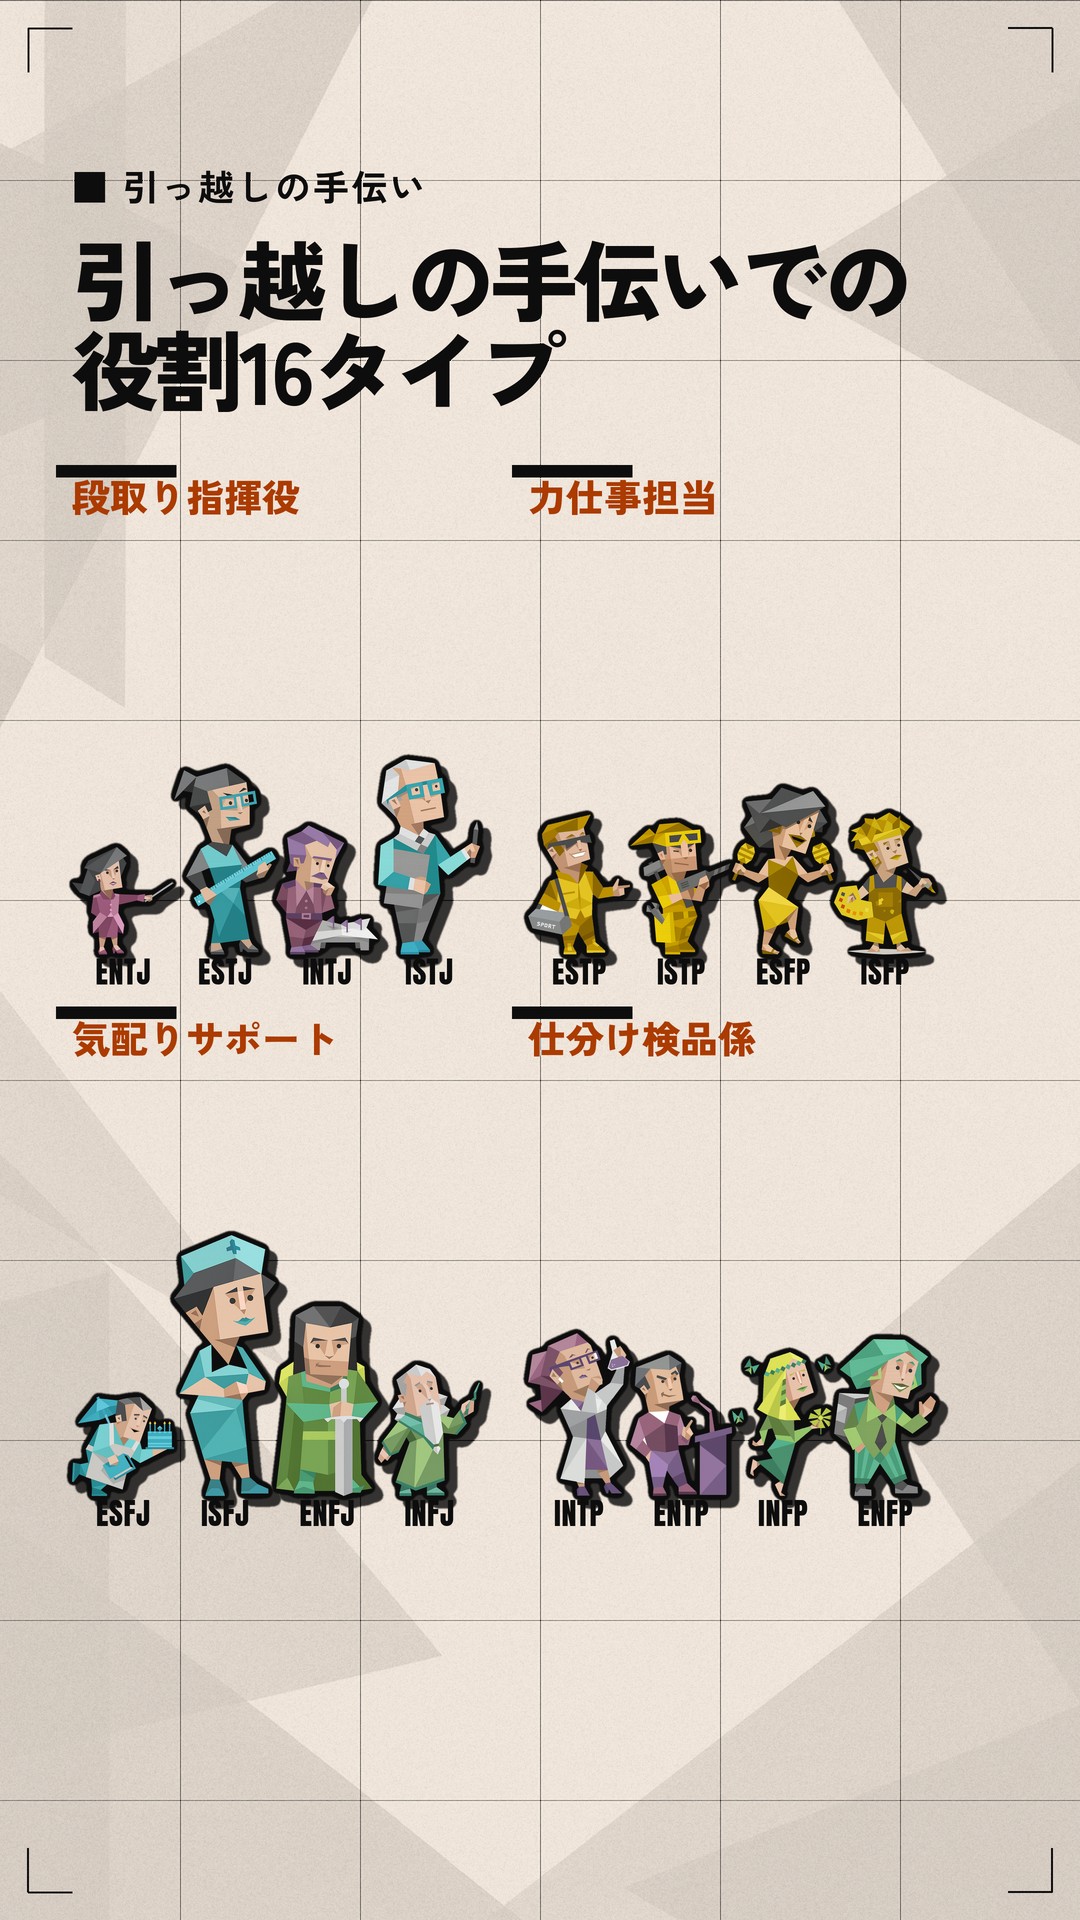 ■ 引っ越しの手伝い
引っ越しの手伝いでの
役割16タイプ
段取り指揮役
力仕事担当
SPORT
ENTJ ESTJ INTJ ISTJ
ESTP ISTP ESFP ISFP
気配りサポート
仕分け検品係
ESFJ ISFJ ENFJ INFJ
INTP ENTP INFP ENFP